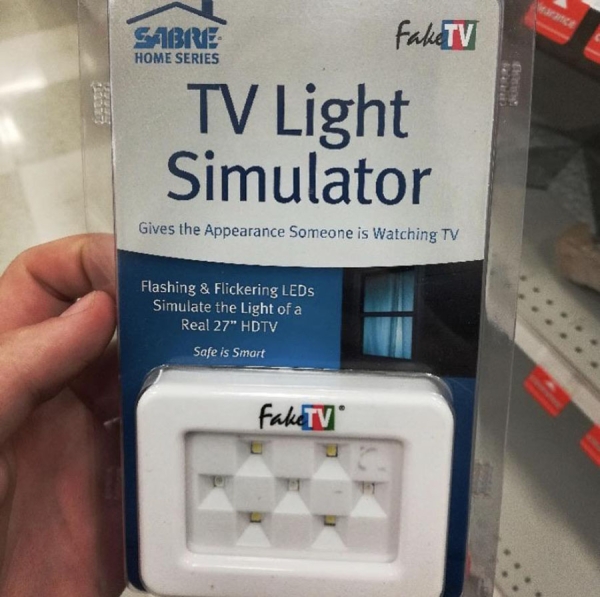 SABRE
HOME SERIES
FakeTV
TV Light
Simulator
Gives the Appearance Someone is Watching TV
Flashing & Flickering LEDs
Simulate the Light of a
Real 27" HDTV
Safe is Smart
FakeTV®